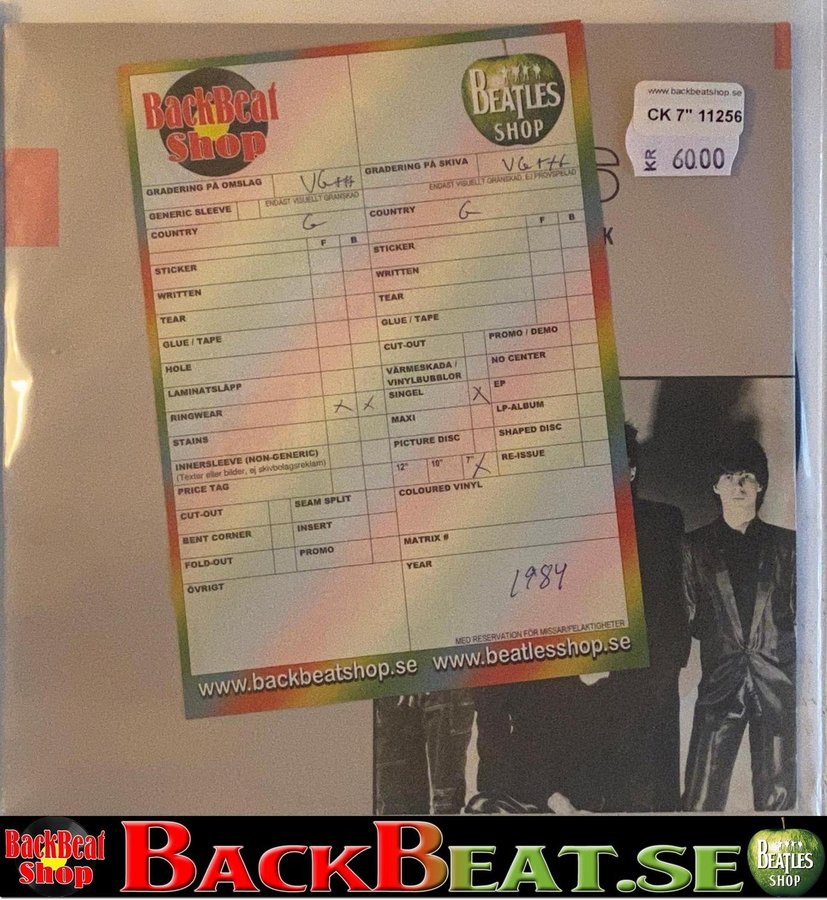 BackBeat
Shop
BEATLES
SHOP
www.backbeatshop.se
CK 7" 11256
KR 60.00
GRADERING PÅ OMSLAG VG++
GRADERING PÅ SKIVA VG++
ENDAST VISUELLT GRANSKAD
ENDAST VISUELLT GRANSKAD, EJ PROVSPELAD
GENERIC SLEEVE
COUNTRY G
F B
STICKER
WRITTEN
TEAR
GLUE / TAPE
HOLE
LAMINATSLÄPP
RINGWEAR X X
STAINS
INNERSLEEVE (NON-GENERIC)
(Texter eller bilder, ej skivbolagsreklam)
PRICE TAG
CUT-OUT
SEAM SPLIT
BENT CORNER
INSERT
FOLD-OUT
PROMO
ÖVRIGT
COUNTRY G
F B
STICKER
WRITTEN
TEAR
GLUE / TAPE
CUT-OUT
PROMO / DEMO
VÄRMESKADA /
VINYLBUBBLOR
NO CENTER
SINGEL X
EP
MAXI
LP-ALBUM
PICTURE DISC
SHAPED DISC
12" 10" 7" X
RE-ISSUE
COLOURED VINYL
MATRIX #
YEAR
1984
MED RESERVATION FÖR MISSAR/FELAKTIGHETER
www.backbeatshop.se www.beatlesshop.se
K
BackBeat
Shop
BACKBEAT.SE
BEATLES
SHOP